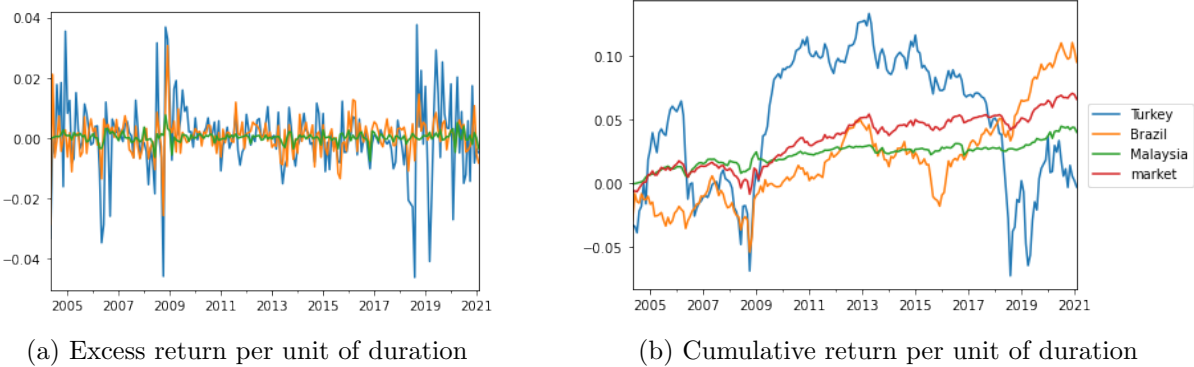 0.04
0.02
0.00
−0.02
−0.04
2005 2007 2009 2011 2013 2015 2017 2019 2021
(a) Excess return per unit of duration
0.10
0.05
0.00
−0.05
2005 2007 2009 2011 2013 2015 2017 2019 2021
Turkey
Brazil
Malaysia
market
(b) Cumulative return per unit of duration